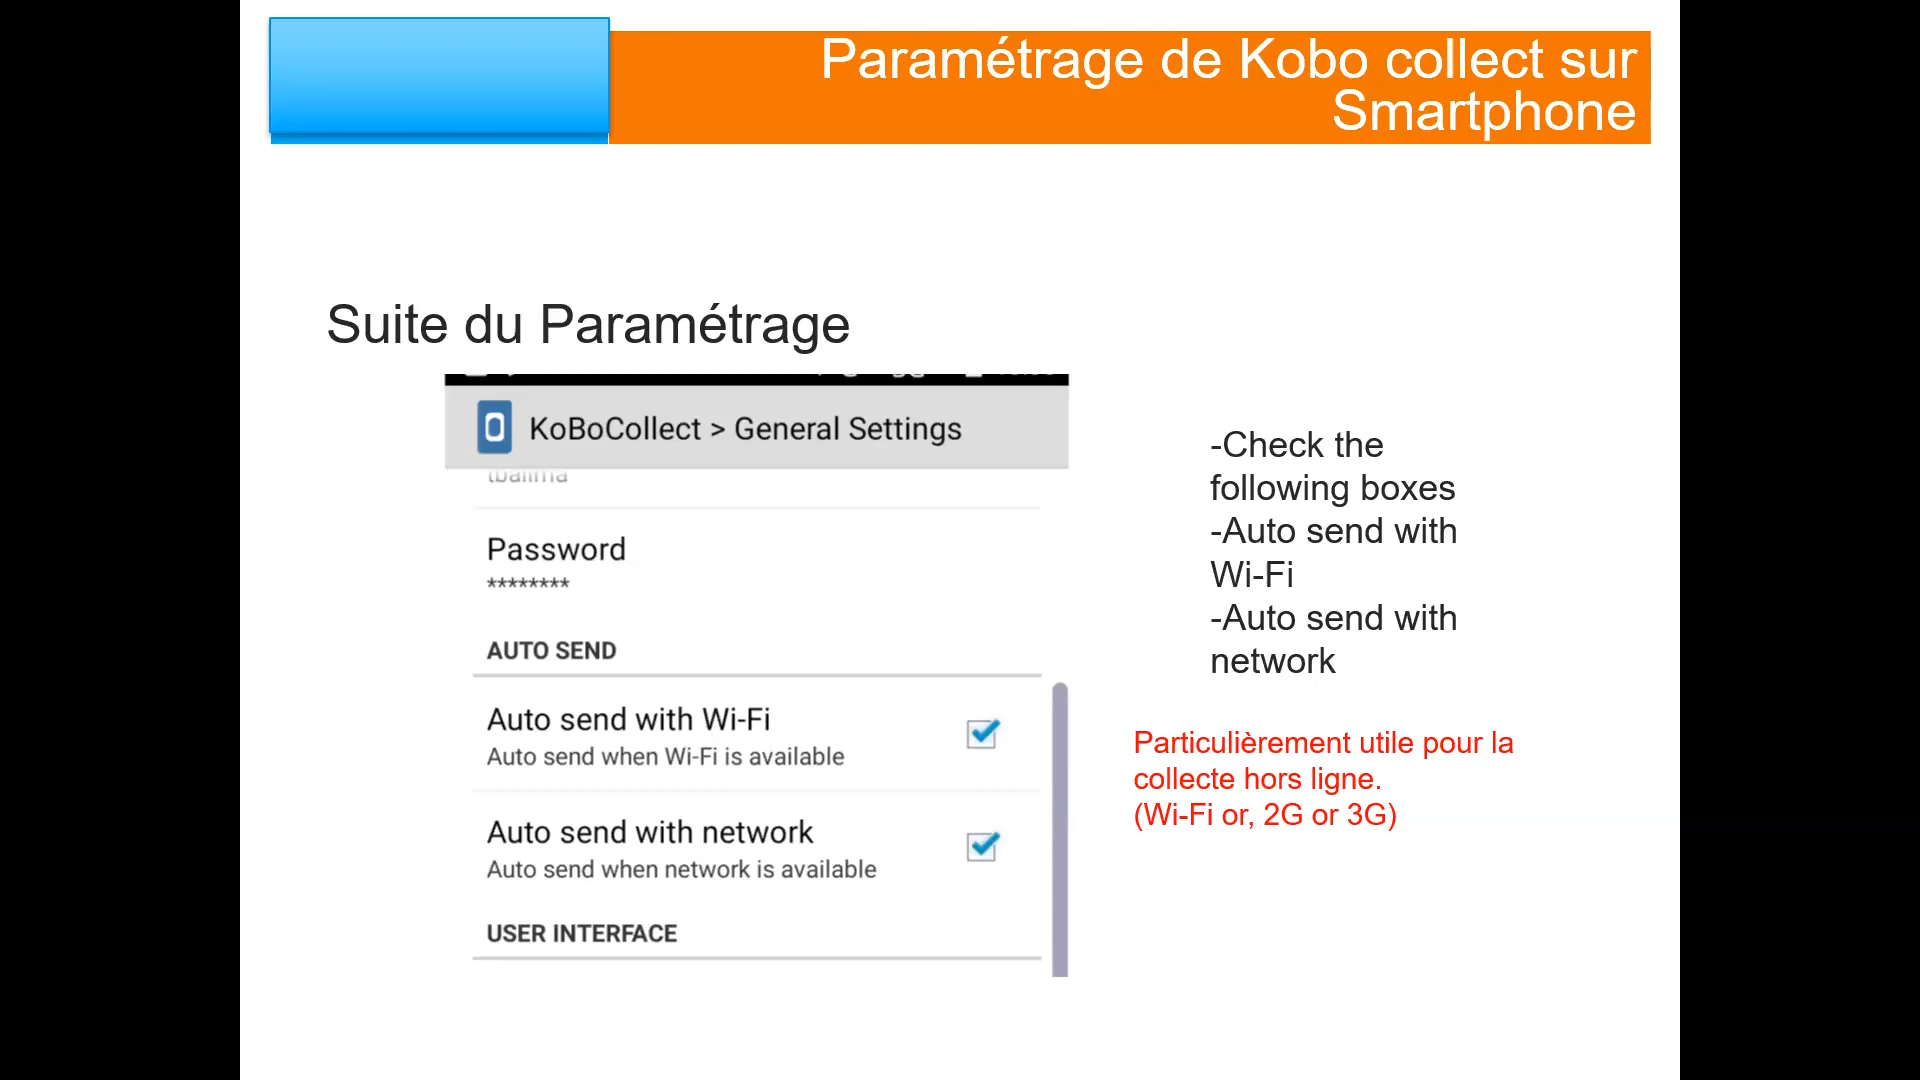 Paramétrage de Kobo collect sur
Smartphone
Suite du Paramétrage
KoBoCollect > General Settings
Password
********
AUTO SEND
Auto send with Wi-Fi
Auto send when Wi-Fi is available
Auto send with network
Auto send when network is available
USER INTERFACE
-Check the
following boxes
-Auto send with
Wi-Fi
-Auto send with
network
Particulièrement utile pour la
collecte hors ligne.
(Wi-Fi or, 2G or 3G)